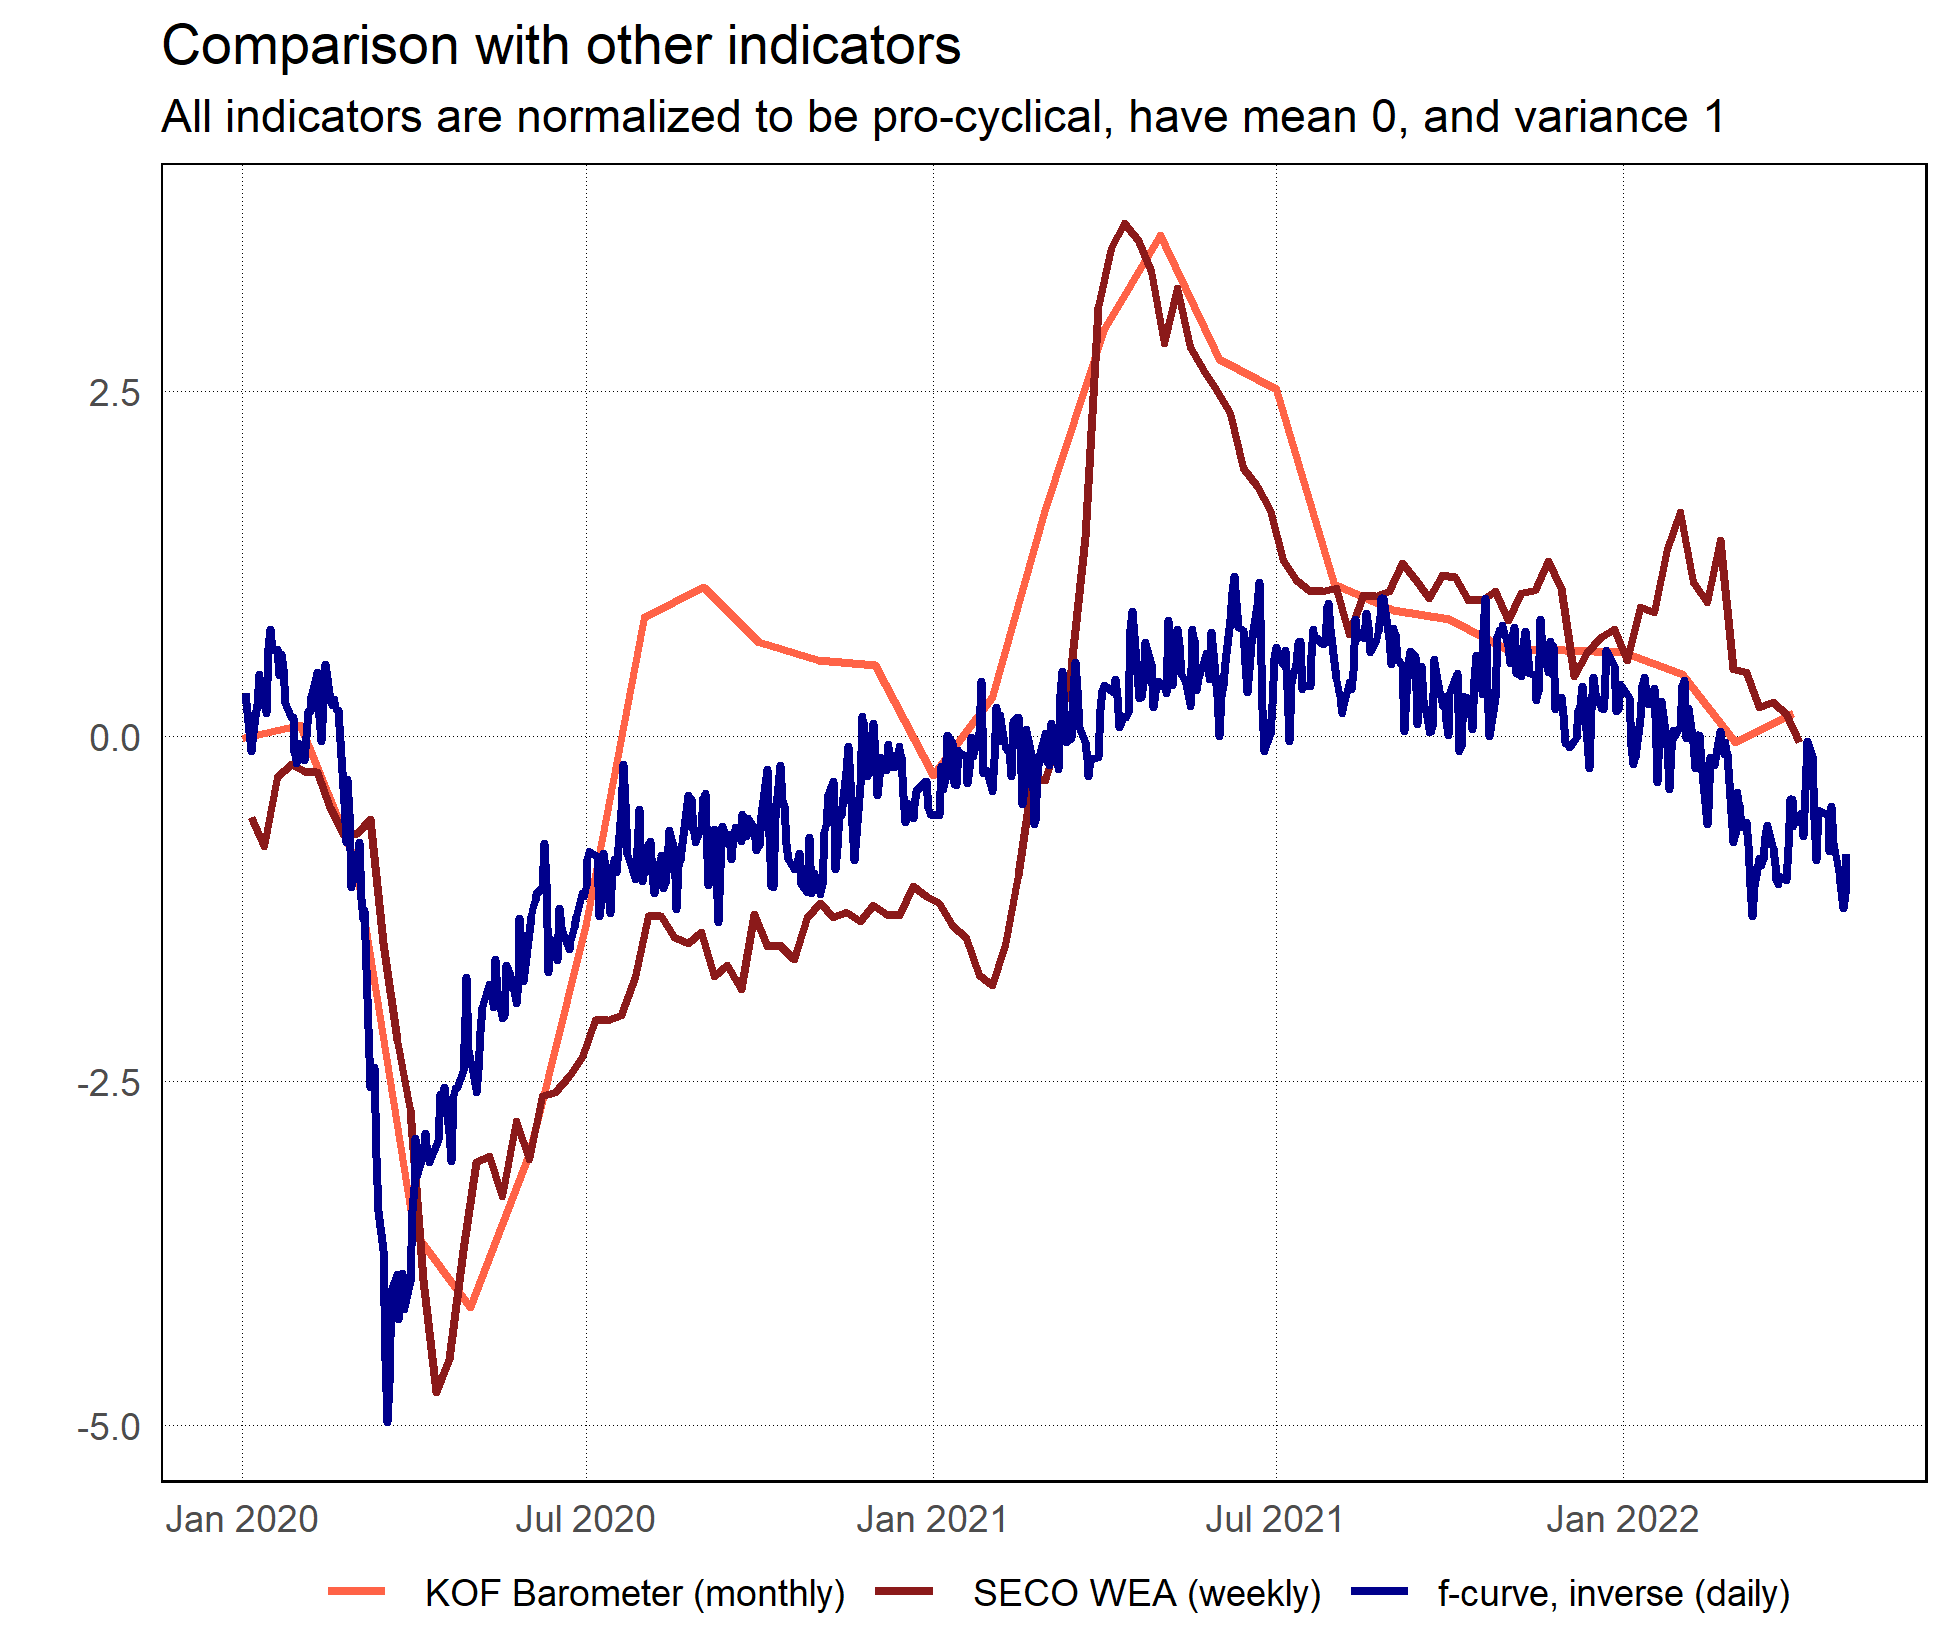 Comparison with other indicators
All indicators are normalized to be pro-cyclical, have mean 0, and variance 1
2.5
0.0
-2.5
-5.0
Jan 2020 Jul 2020 Jan 2021 Jul 2021 Jan 2022
KOF Barometer (monthly) SECO WEA (weekly) f-curve, inverse (daily)